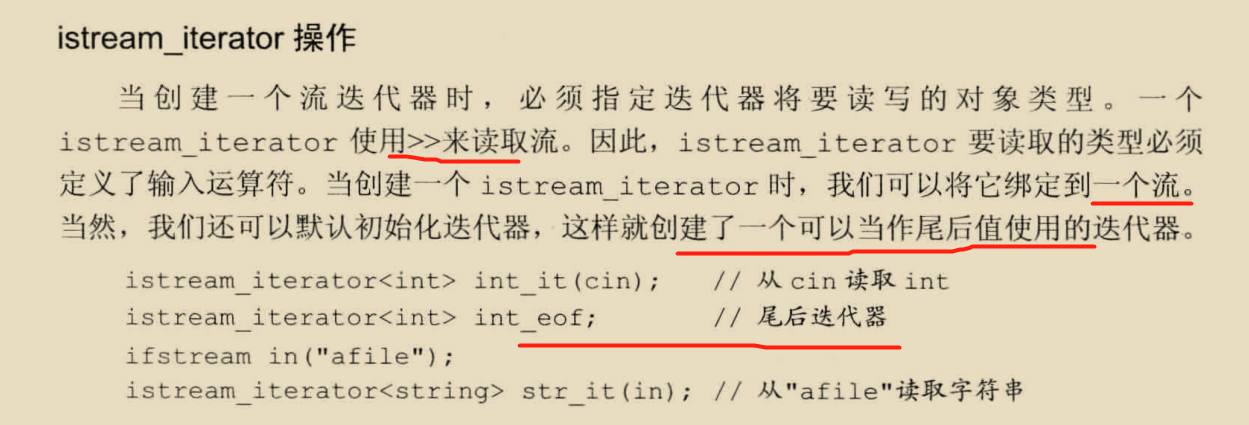 istream_iterator 操作
当创建一个流迭代器时，必须指定迭代器将要读写的对象类型。一个
istream_iterator 使用>>来读取流。因此，istream_iterator 要读取的类型必须
定义了输入运算符。当创建一个 istream_iterator 时，我们可以将它绑定到一个流。
当然，我们还可以默认初始化迭代器，这样就创建了一个可以当作尾后值使用的迭代器。
istream_iterator<int> int_it(cin); // 从 cin 读取 int
istream_iterator<int> int_eof; // 尾后迭代器
ifstream in("afile");
istream_iterator<string> str_it(in); // 从"afile"读取字符串